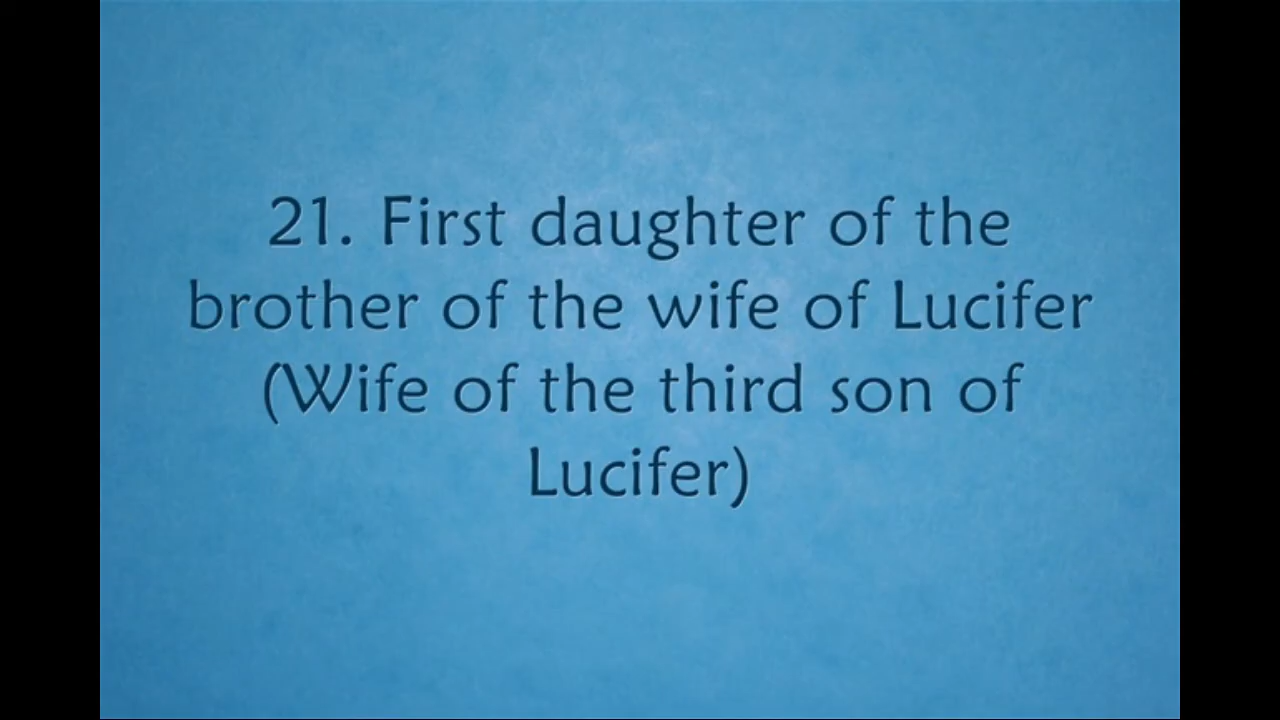 21. First daughter of the
brother of the wife of Lucifer
(Wife of the third son of
Lucifer)